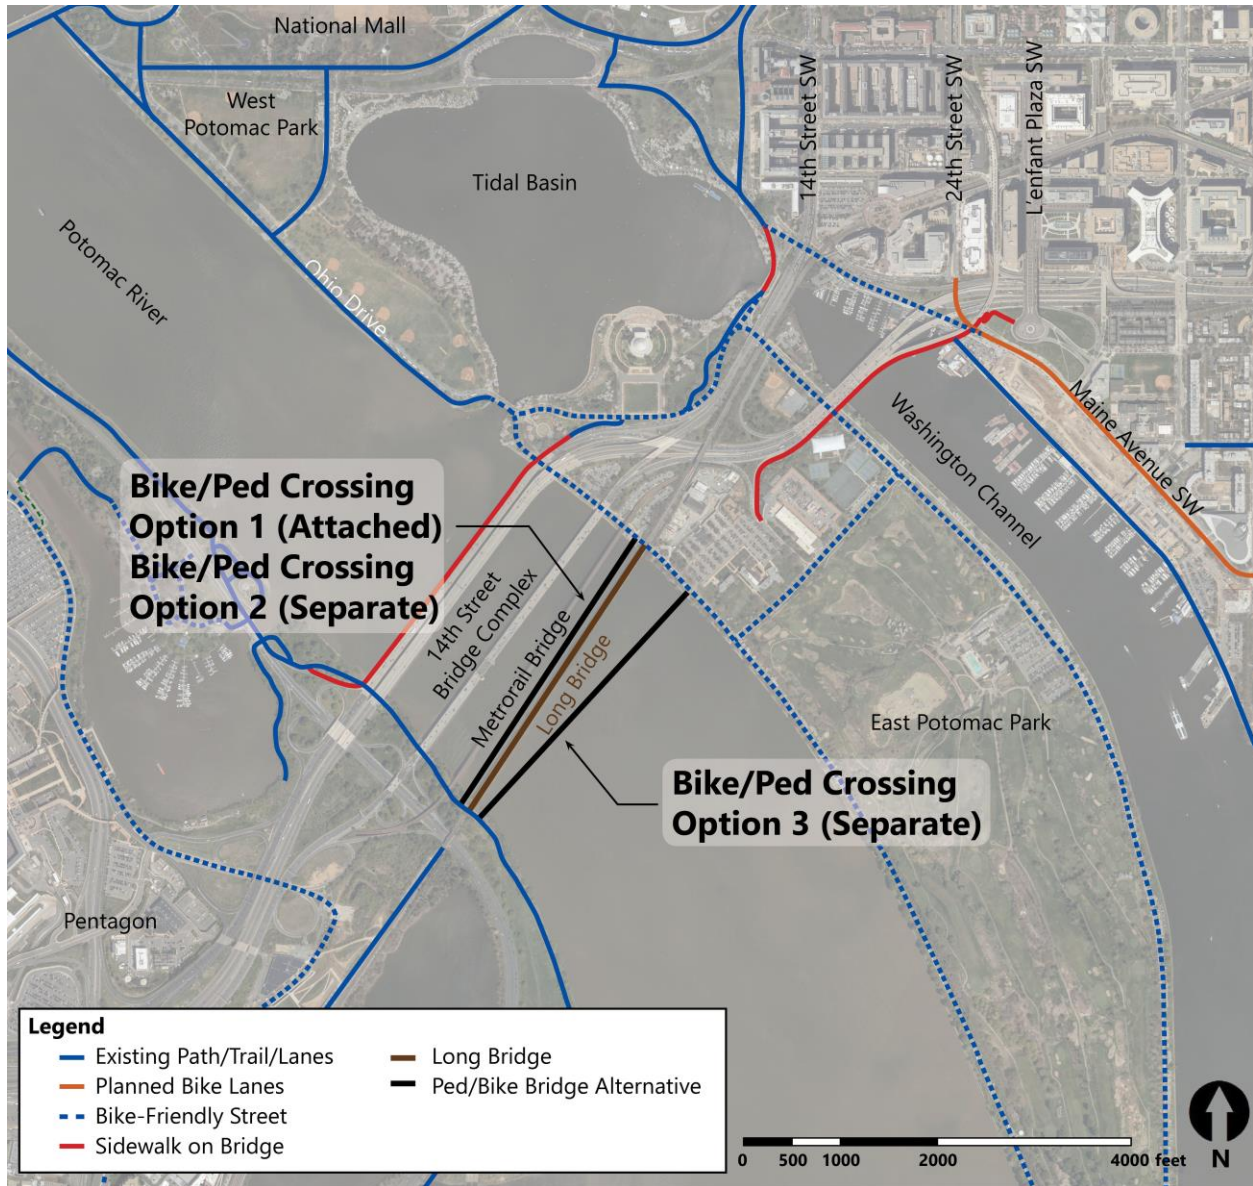 National Mall
West
Potomac Park
Tidal Basin
14th Street SW
24th Street SW
L'enfant Plaza SW
Potomac River
Ohio Drive
Maine Avenue SW
Washington Channel
Bike/Ped Crossing
Option 1 (Attached)
Bike/Ped Crossing
Option 2 (Separate)
14th Street
Bridge Complex
Metrorail Bridge
Long Bridge
East Potomac Park
Bike/Ped Crossing
Option 3 (Separate)
Pentagon
Legend
Existing Path/Trail/Lanes
Planned Bike Lanes
Bike-Friendly Street
Sidewalk on Bridge
Long Bridge
Ped/Bike Bridge Alternative
0 500 1000 2000 4000 feet
N